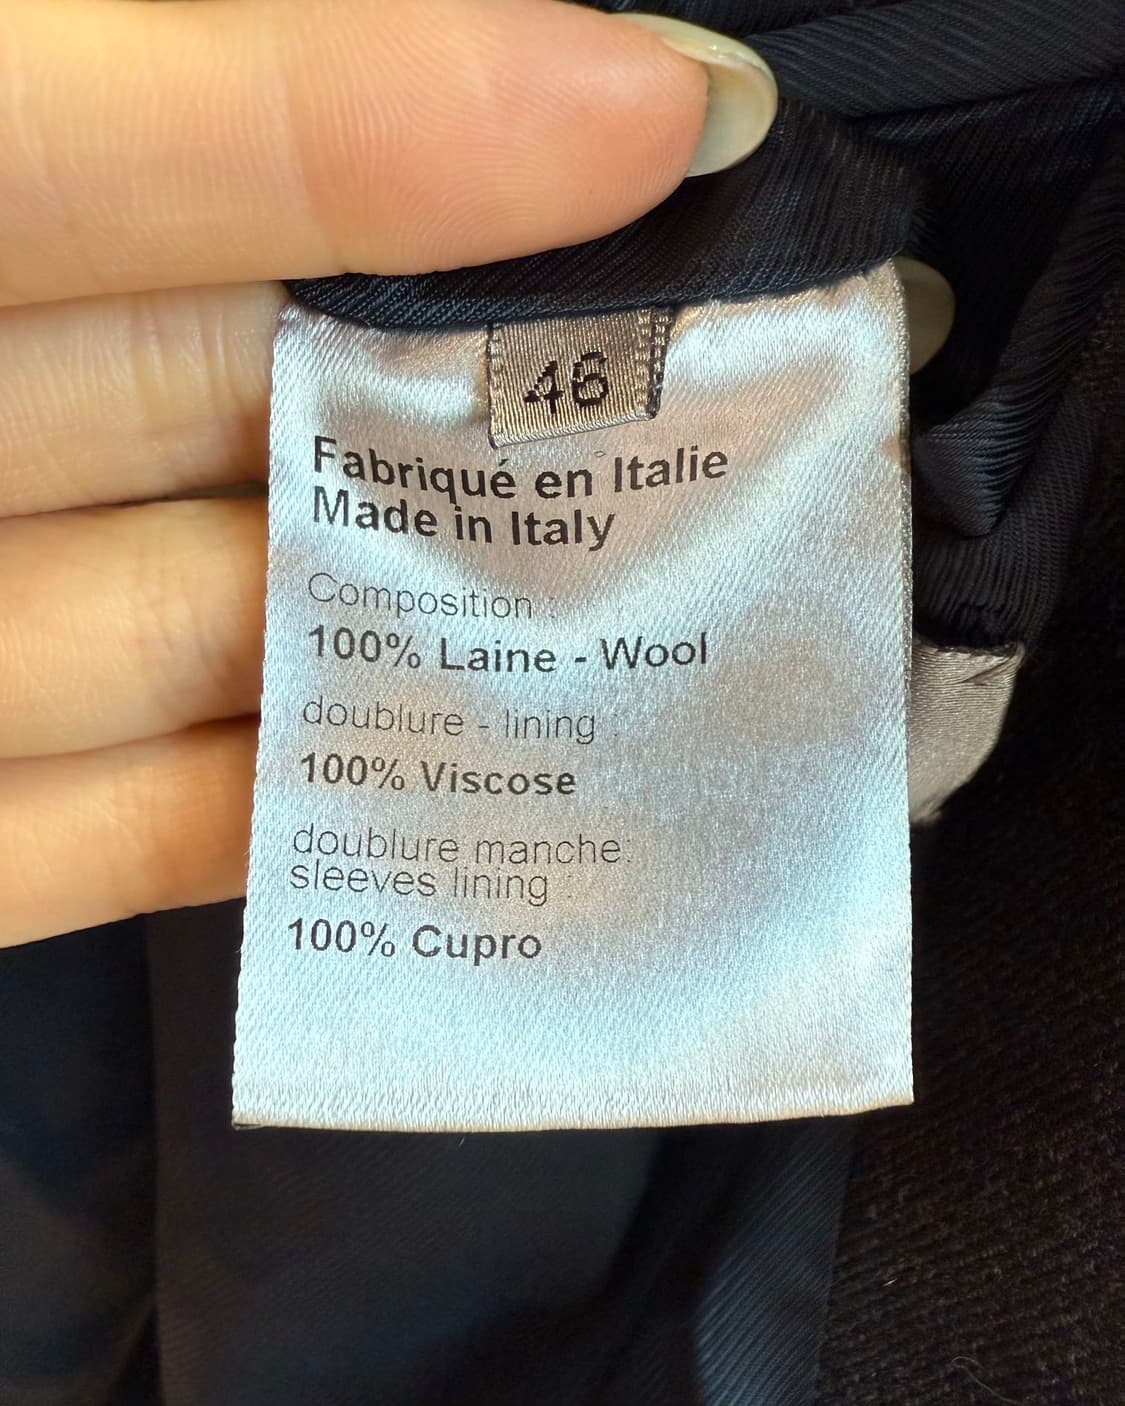 46
Fabriqué en Italie
Made in Italy
Composition :
100% Laine - Wool
doublure - lining :
100% Viscose
doublure manche:
sleeves lining :
100% Cupro